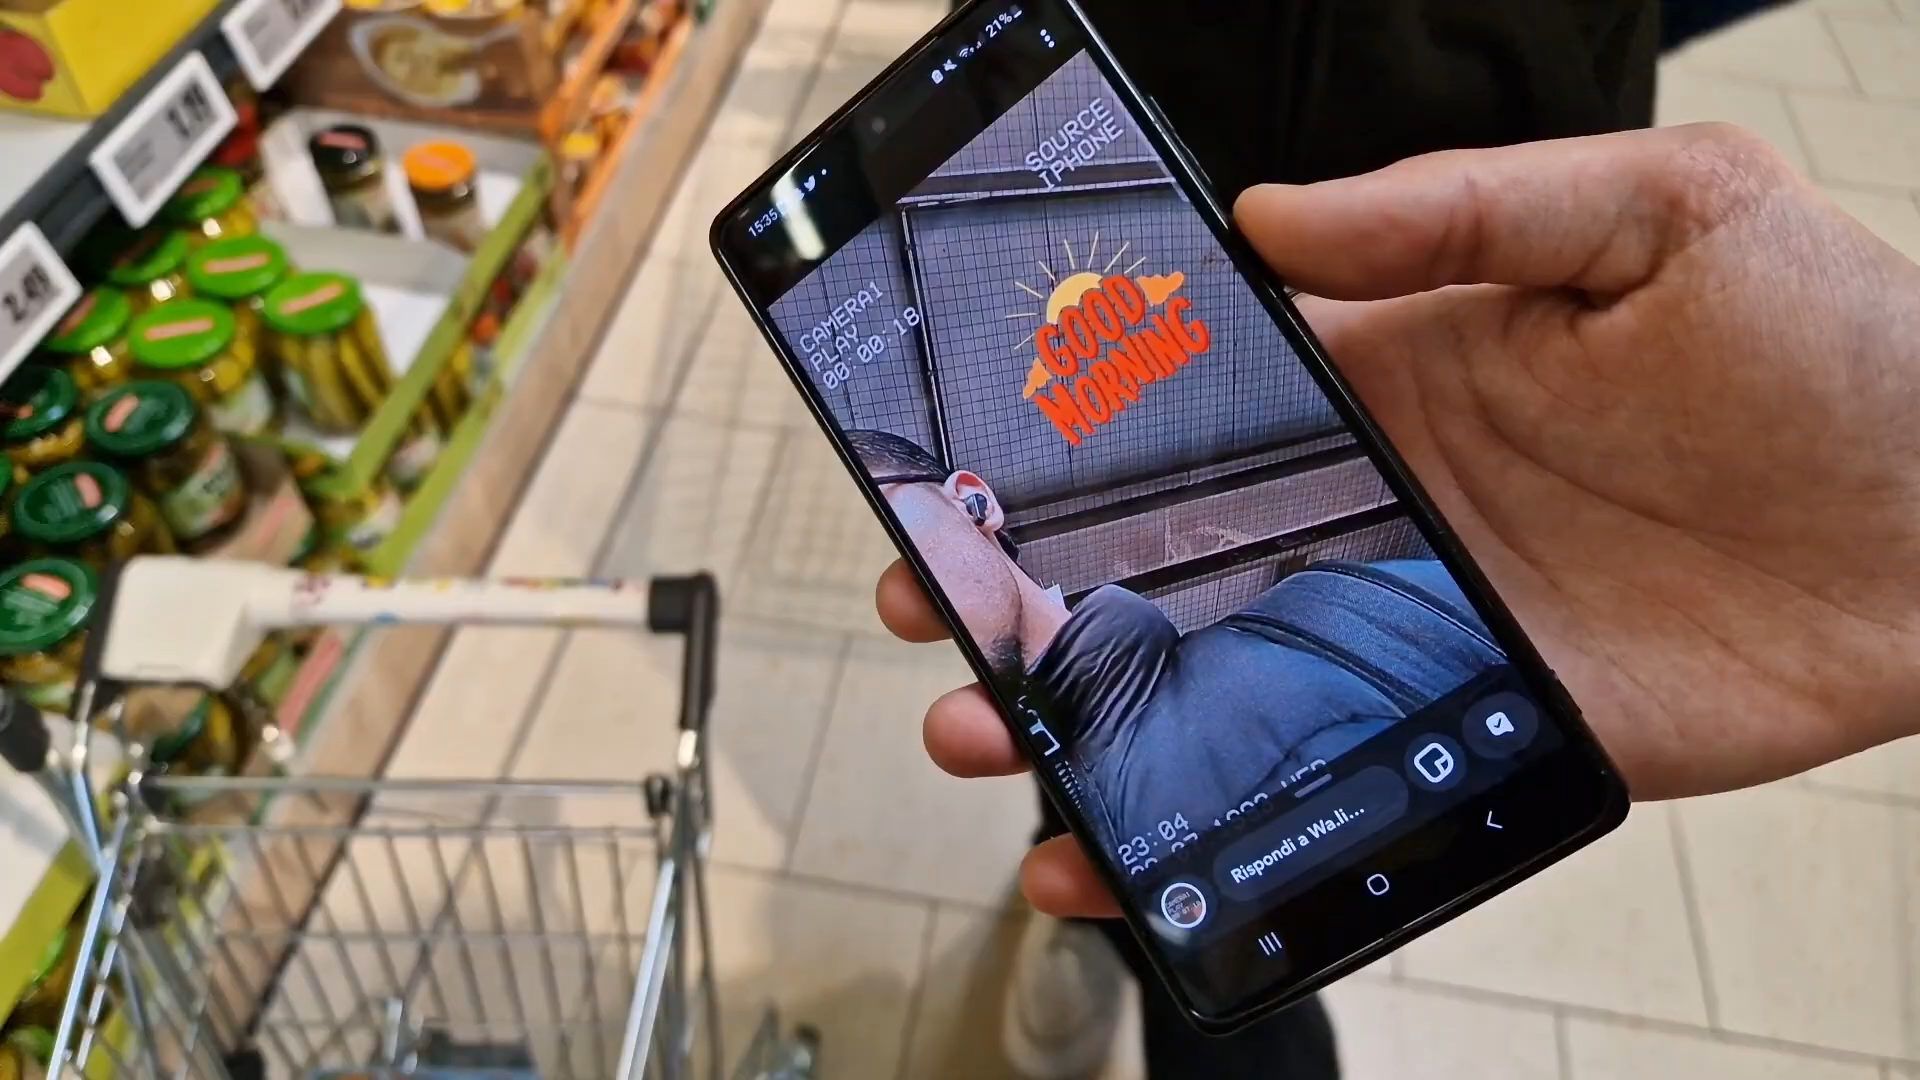 21%
15:35
SOURCE
IPHONE
CAMERA1
PLAY
00:00:18
GOOD
MORNING
23:04
Rispondi a Wa.li...